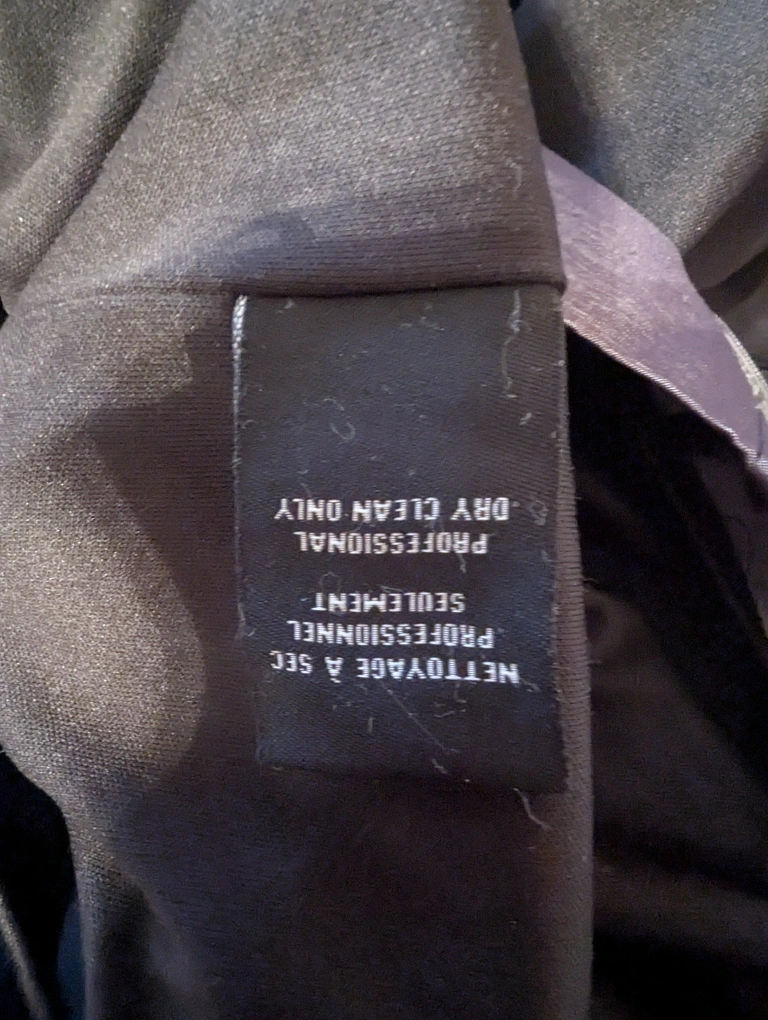 NETTOYAGE À SEC
PROFESSIONNEL
SEULEMENT
PROFESSIONAL
DRY CLEAN ONLY